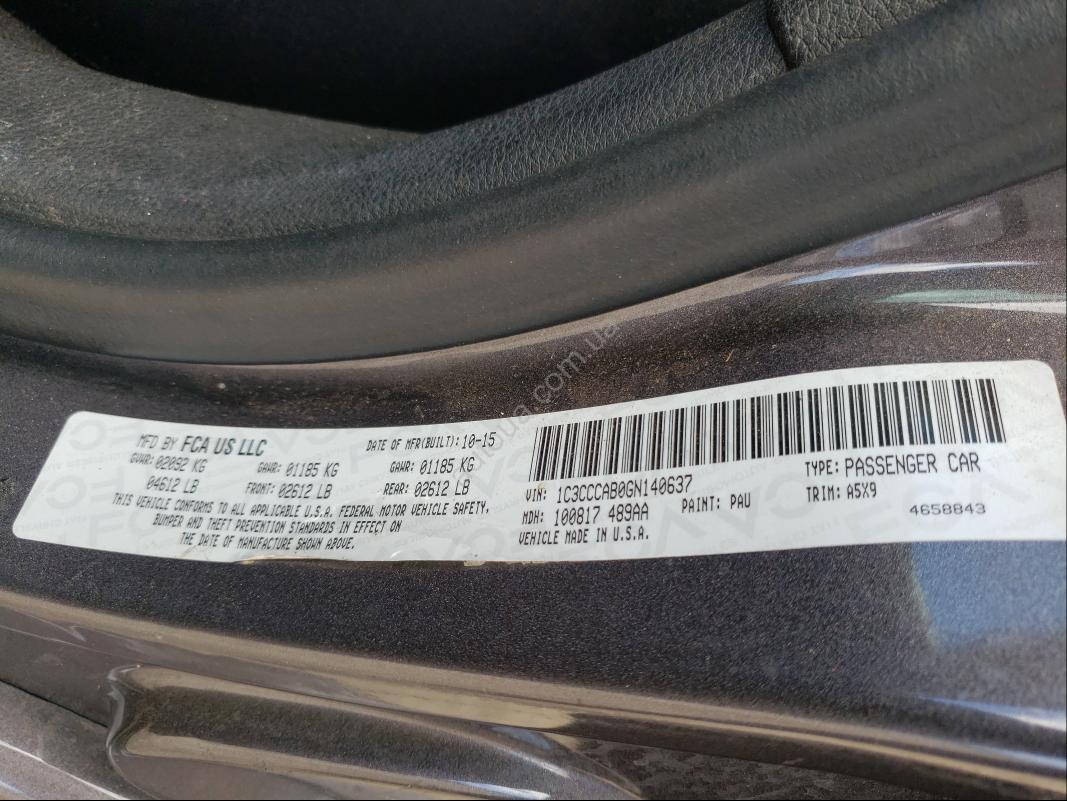 MFD BY FCA US LLC
DATE OF MFR(BUILT): 10-15
GVWR: 02092 KG
04612 LB
GAWR: 01185 KG
FRONT: 02612 LB
GAWR: 01185 KG
REAR: 02612 LB
THIS VEHICLE CONFORMS TO ALL APPLICABLE U.S.A. FEDERAL MOTOR VEHICLE SAFETY,
BUMPER AND THEFT PREVENTION STANDARDS IN EFFECT ON
THE DATE OF MANUFACTURE SHOWN ABOVE.
VIN: 1C3CCCAB0GN140637
MDH: 100817 489AA
PAINT: PAU
VEHICLE MADE IN U.S.A.
TYPE: PASSENGER CAR
TRIM: A5X9
4658843